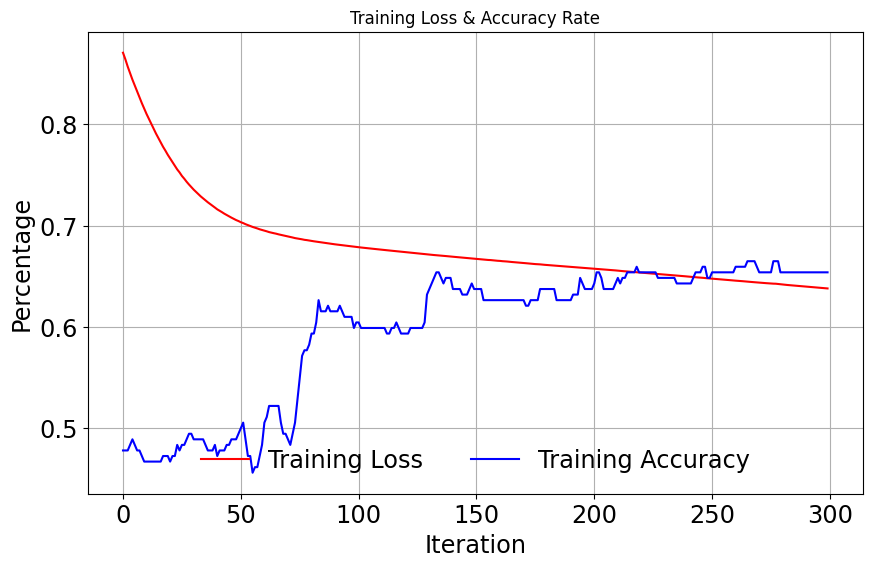 Training Loss & Accuracy Rate
Percentage
0.8
0.7
0.6
0.5
Training Loss
Training Accuracy
0 50 100 150 200 250 300
Iteration